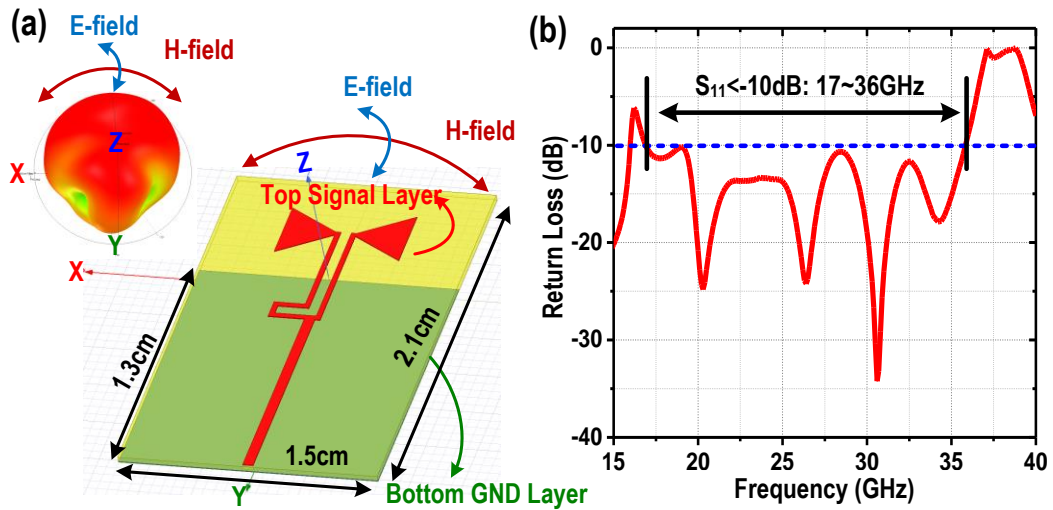 (a)
E-field
H-field
Z
X
Y
E-field
H-field
Z
Top Signal Layer
X
1.3cm
2.1cm
1.5cm
Y
Bottom GND Layer
(b)
S₁₁<-10dB: 17~36GHz
Return Loss (dB)
0
-10
-20
-30
-40
15
20
25
30
35
40
Frequency (GHz)